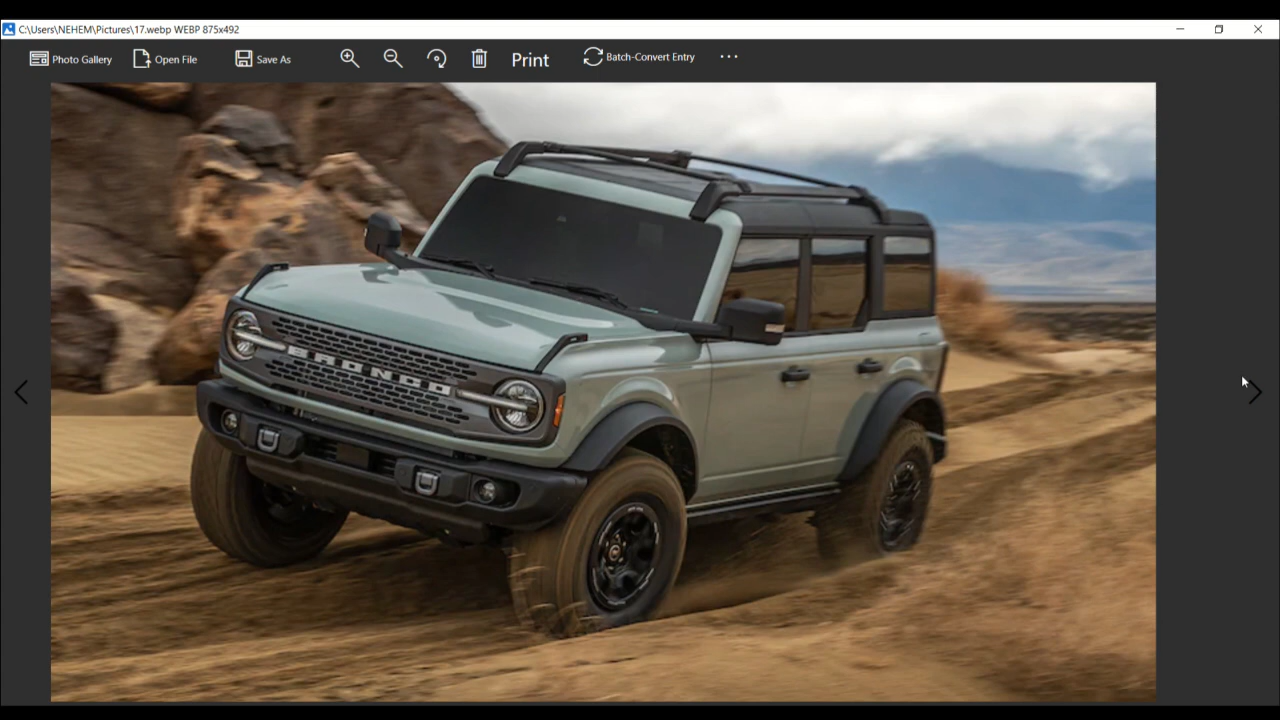 C:\Users\NEHEM\Pictures\17.webp WEBP 875x492
Photo Gallery Open File Save As Print Batch-Convert Entry ...
BRONCO